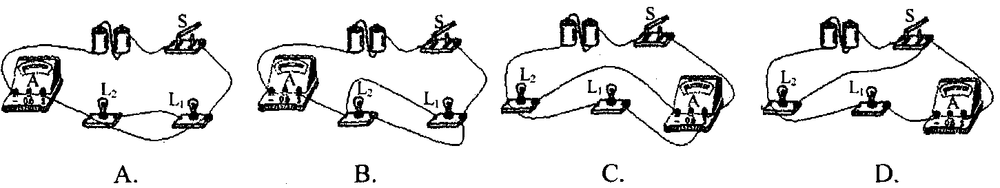 S S S S
A L₂ L₁
A L₂ L₁
L₂ L₁ A
L₂ L₁ A
A. B. C. D.